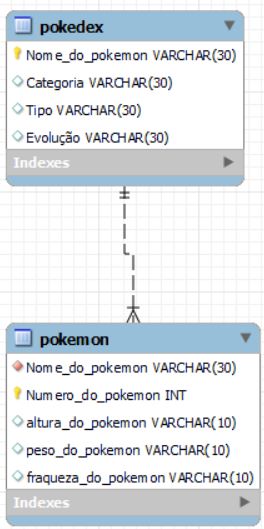 pokedex
Nome_do_pokemon VARCHAR(30)
Categoria VARCHAR(30)
Tipo VARCHAR(30)
Evolução VARCHAR(30)
Indexes
pokemon
Nome_do_pokemon VARCHAR(30)
Numero_do_pokemon INT
altura_do_pokemon VARCHAR(10)
peso_do_pokemon VARCHAR(10)
fraqueza_do_pokemon VARCHAR(10)
Indexes